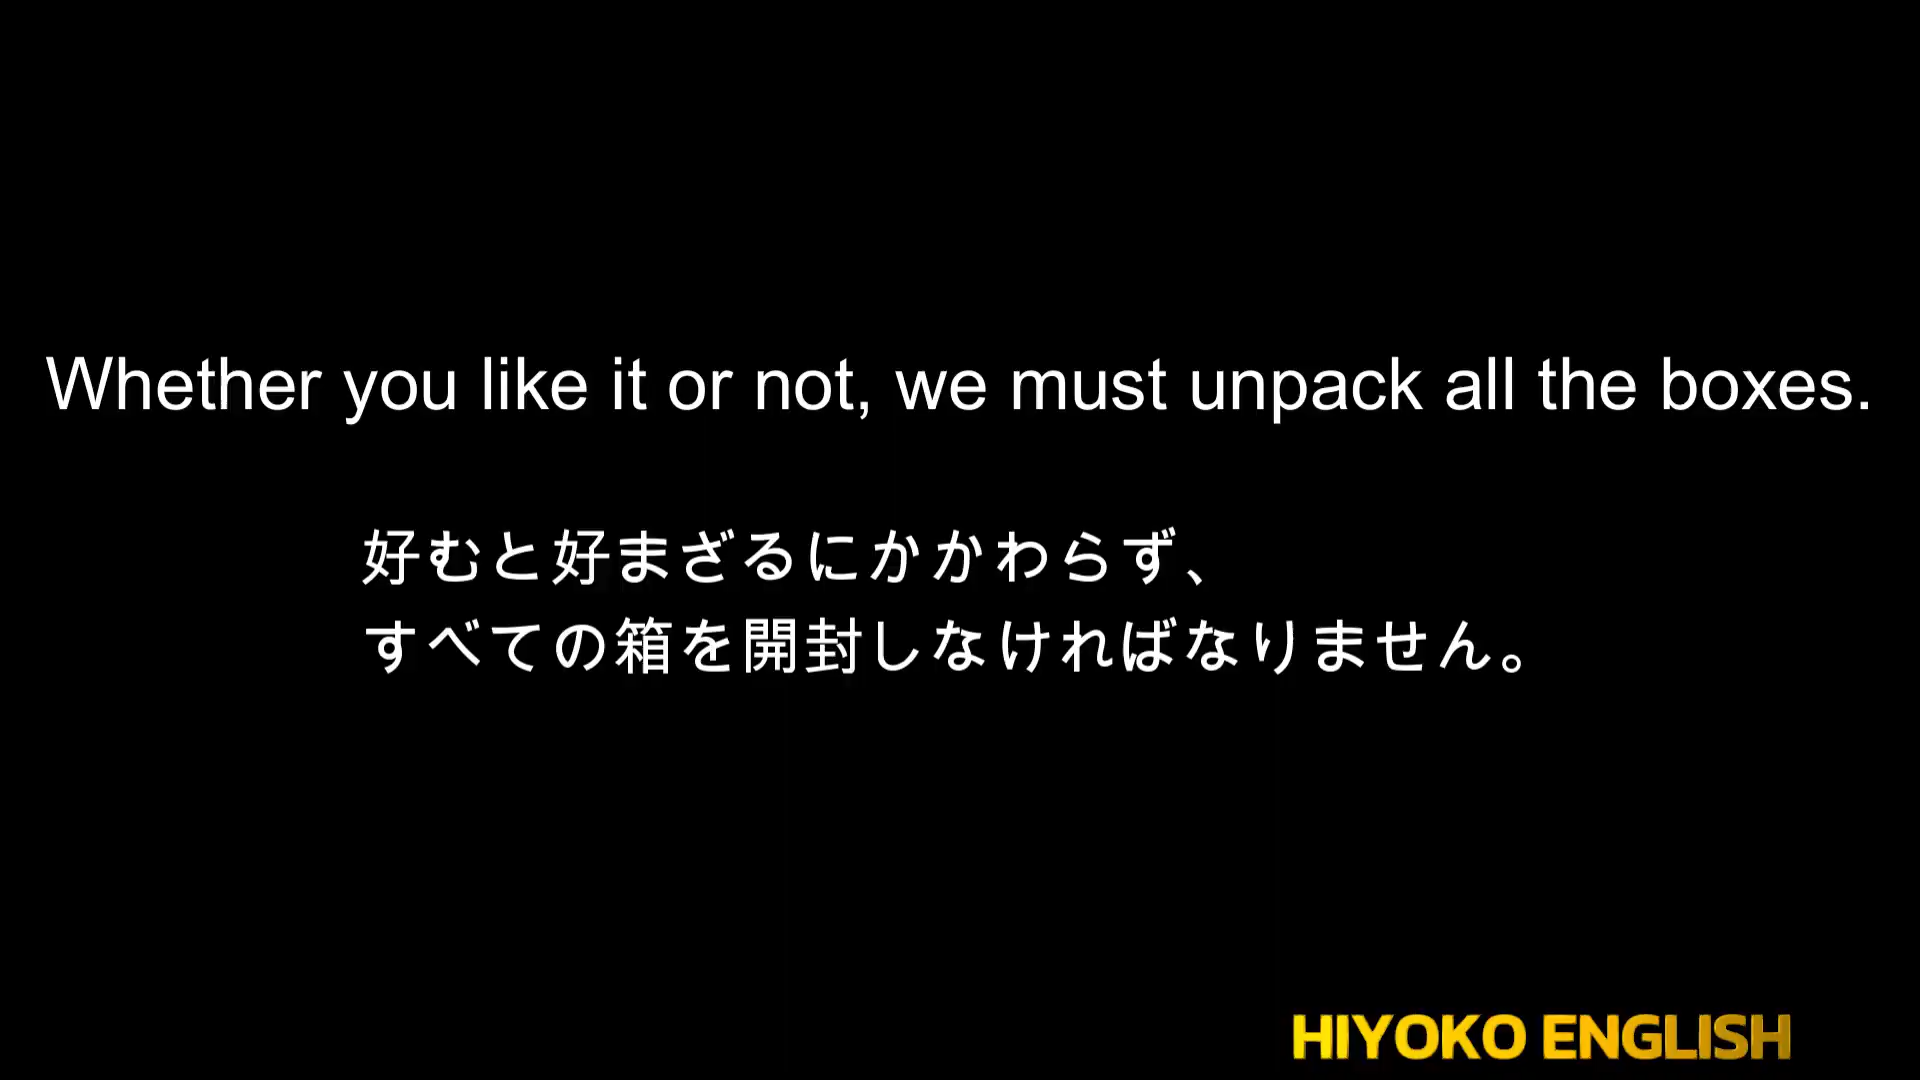 Whether you like it or not, we must unpack all the boxes.
好むと好まざるにかかわらず、
すべての箱を開封しなければなりません。
HIYOKO ENGLISH